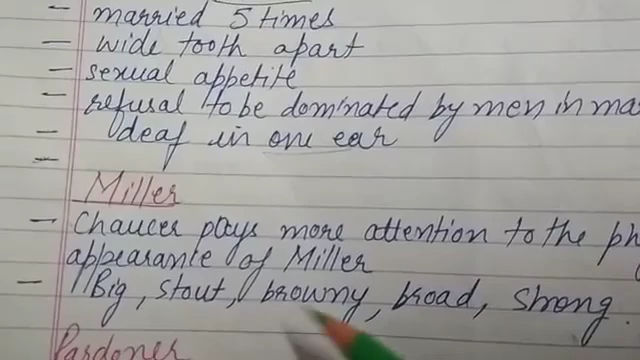 - married 5 times
- wide tooth apart
- sexual appetite
- refusal to be dominated by men in ma
- deaf in one ear
-
Miller
- Chaucer plays more attention to the ph
appearance of Miller
- Big, stout, browny, broad, strong.
Pardoner